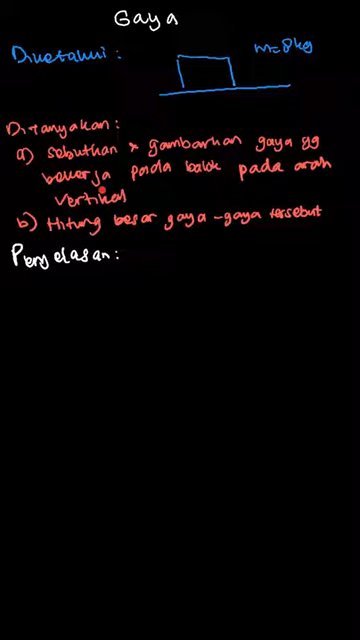 Gaya
Diketahui:
m=8kg
Ditanyakan:
a) sebutkan & gambarkan gaya yg
bekerja pada balok pada arah
vertikal
b) Hitung besar gaya-gaya tersebut
Penjelasan: